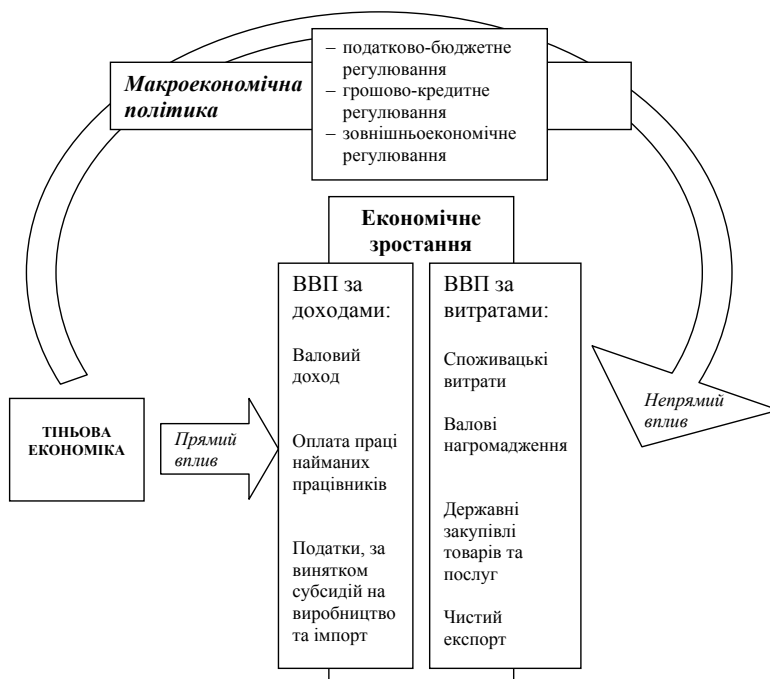 – податково-бюджетне
регулювання
– грошово-кредитне
регулювання
– зовнішньоекономічне
регулювання
Макроекономічна
політика
Економічне
зростання
ВВП за
доходами:
Валовий
доход
Оплата праці
найманих
працівників
Податки, за
винятком
субсидій на
виробництво
та імпорт
ВВП за
витратами:
Споживацькі
витрати
Валові
нагромадження
Державні
закупівлі
товарів та
послуг
Чистий
експорт
ТІНЬОВА
ЕКОНОМІКА
Прямий
вплив
Непрямий
вплив